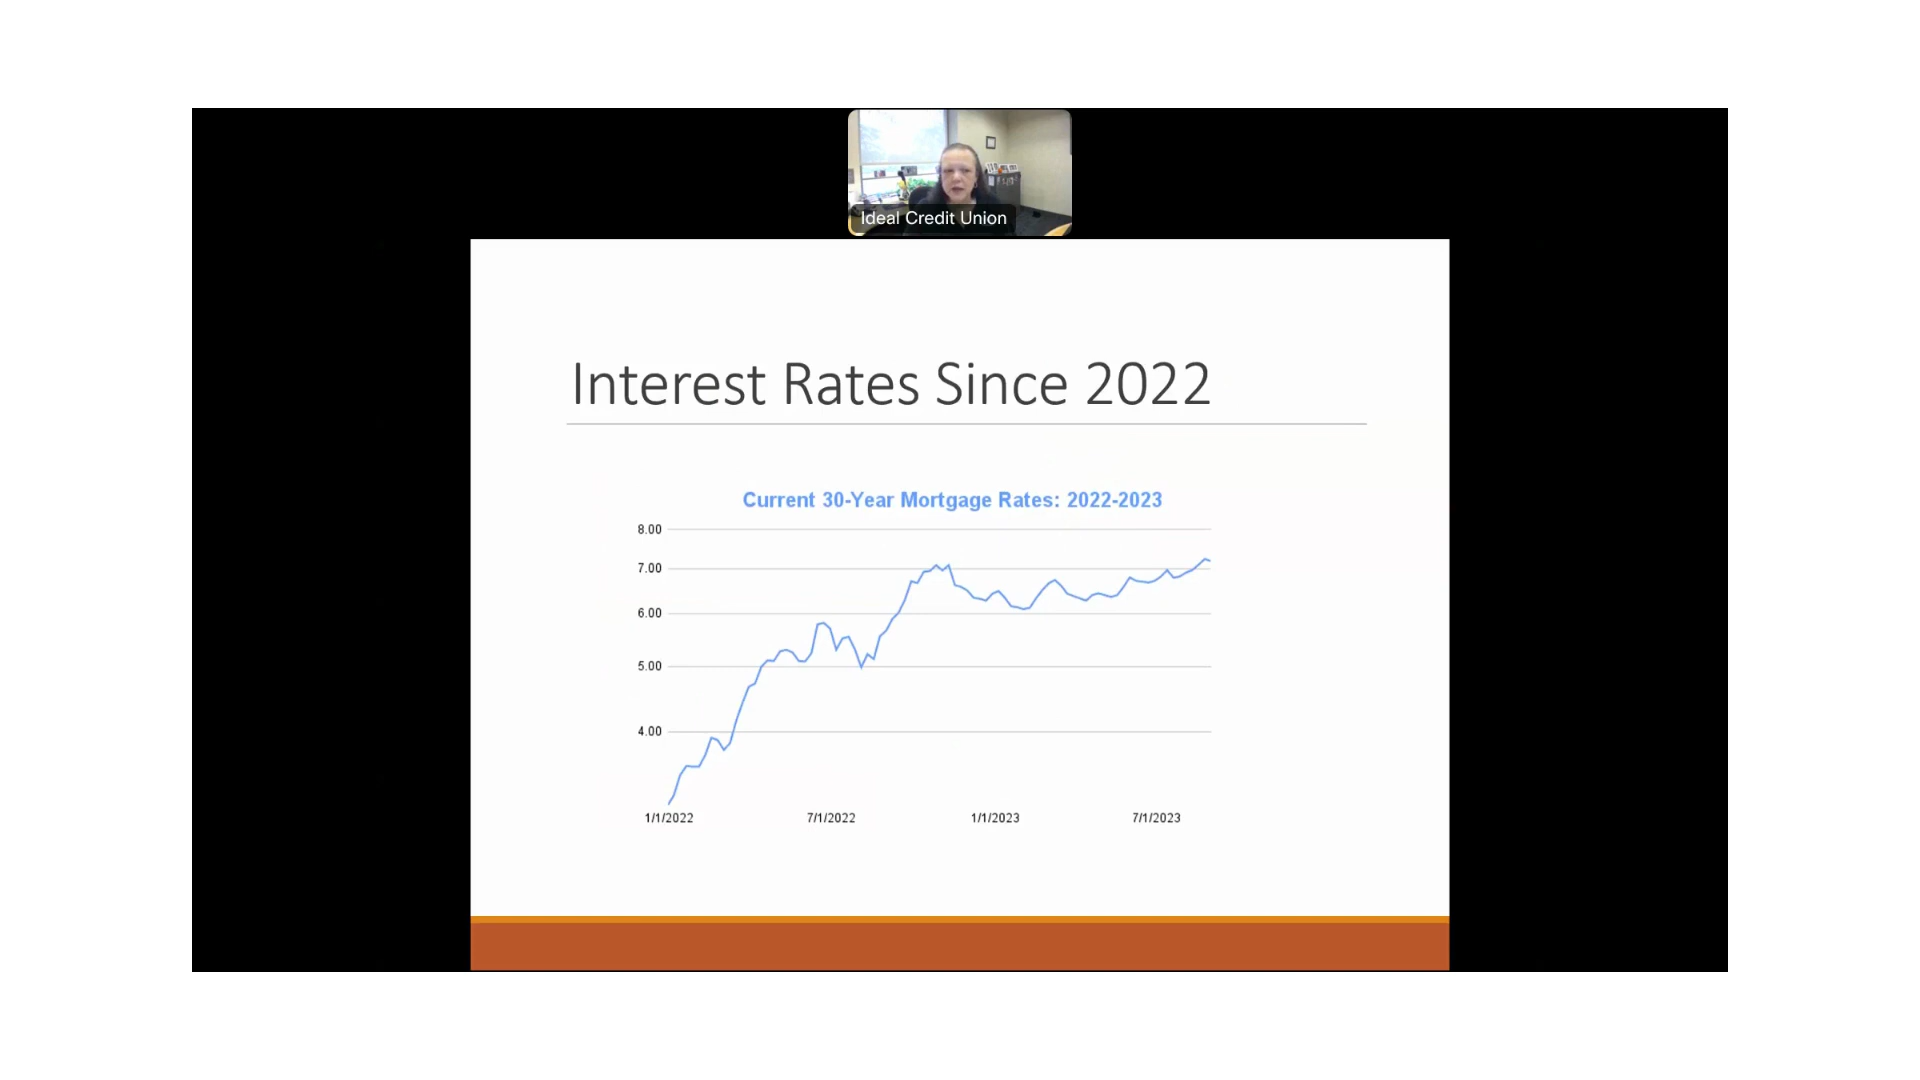 Ideal Credit Union
Interest Rates Since 2022
Current 30-Year Mortgage Rates: 2022-2023
8.00
7.00
6.00
5.00
4.00
1/1/2022 7/1/2022 1/1/2023 7/1/2023